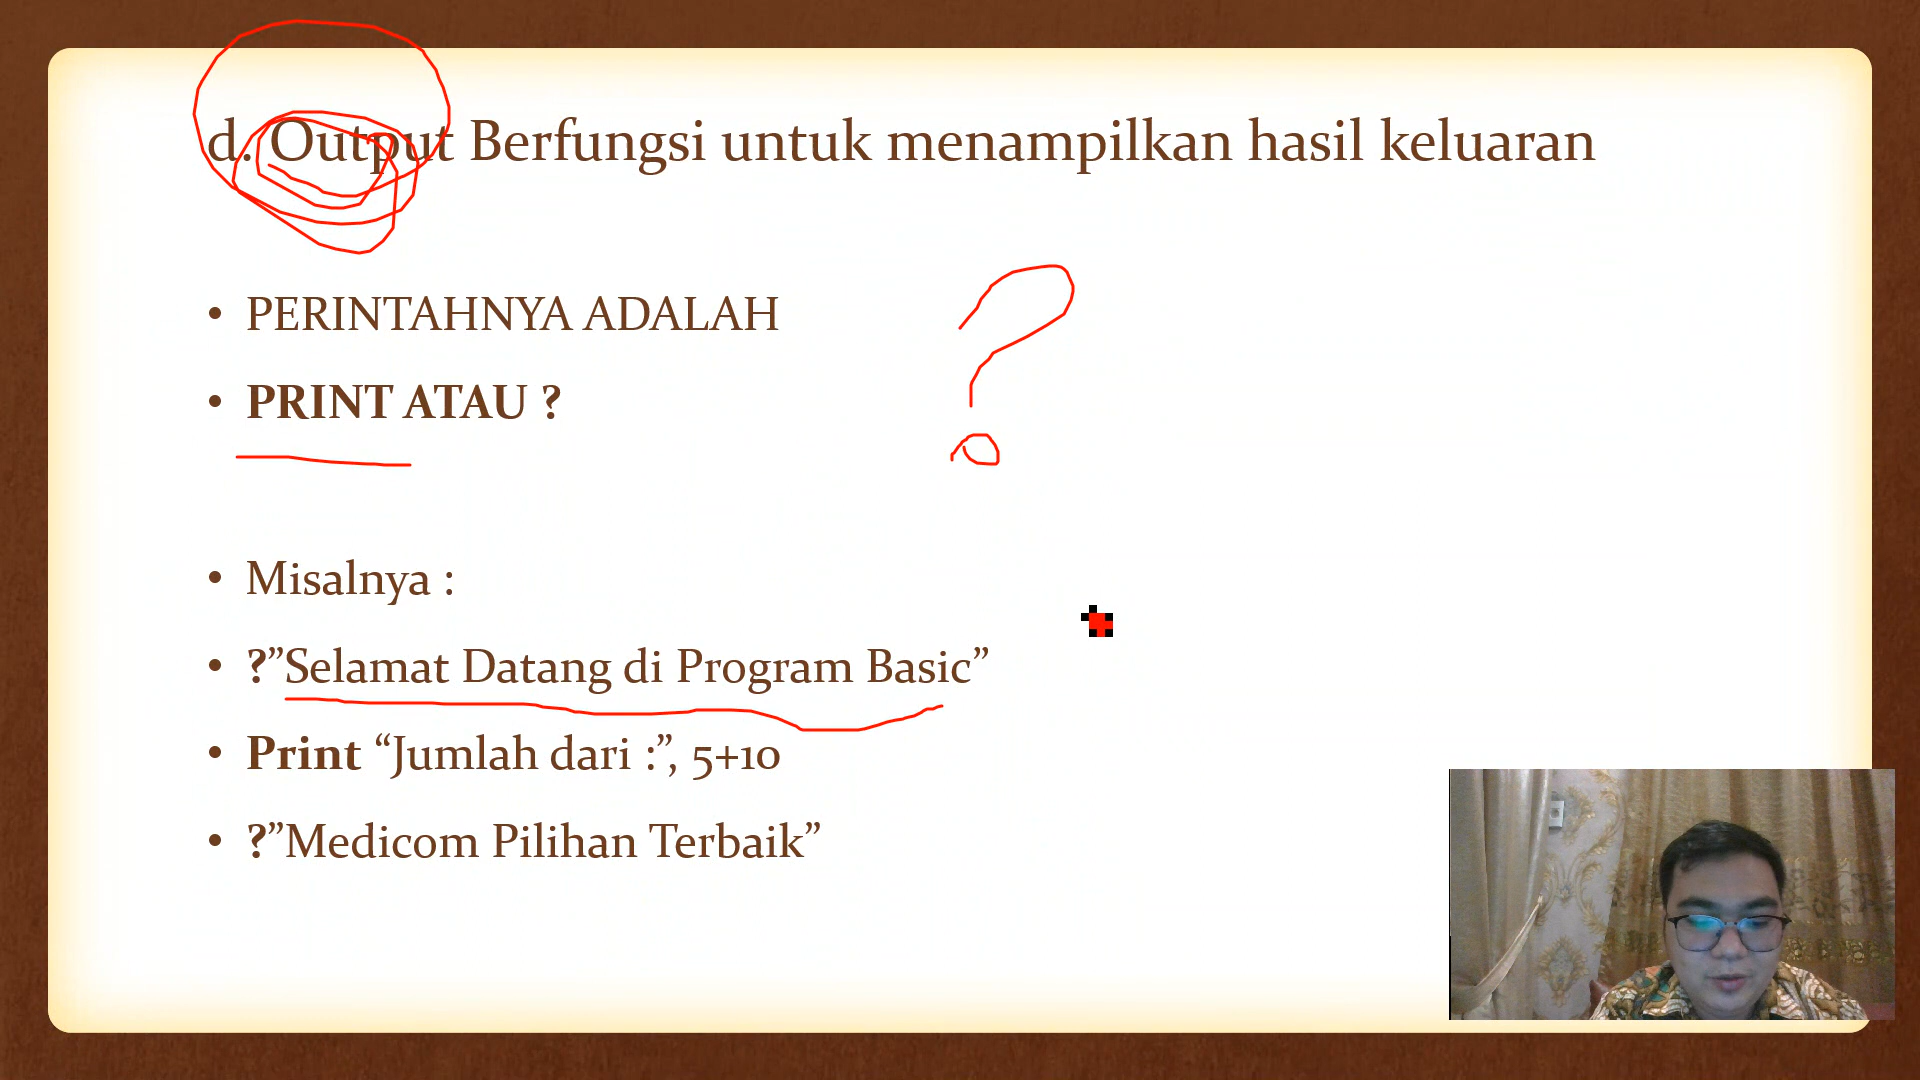 d. Output Berfungsi untuk menampilkan hasil keluaran
• PERINTAHNYA ADALAH
• PRINT ATAU ?
?
• Misalnya :
• ?”Selamat Datang di Program Basic”
• Print “Jumlah dari :”, 5+10
• ?”Medicom Pilihan Terbaik”